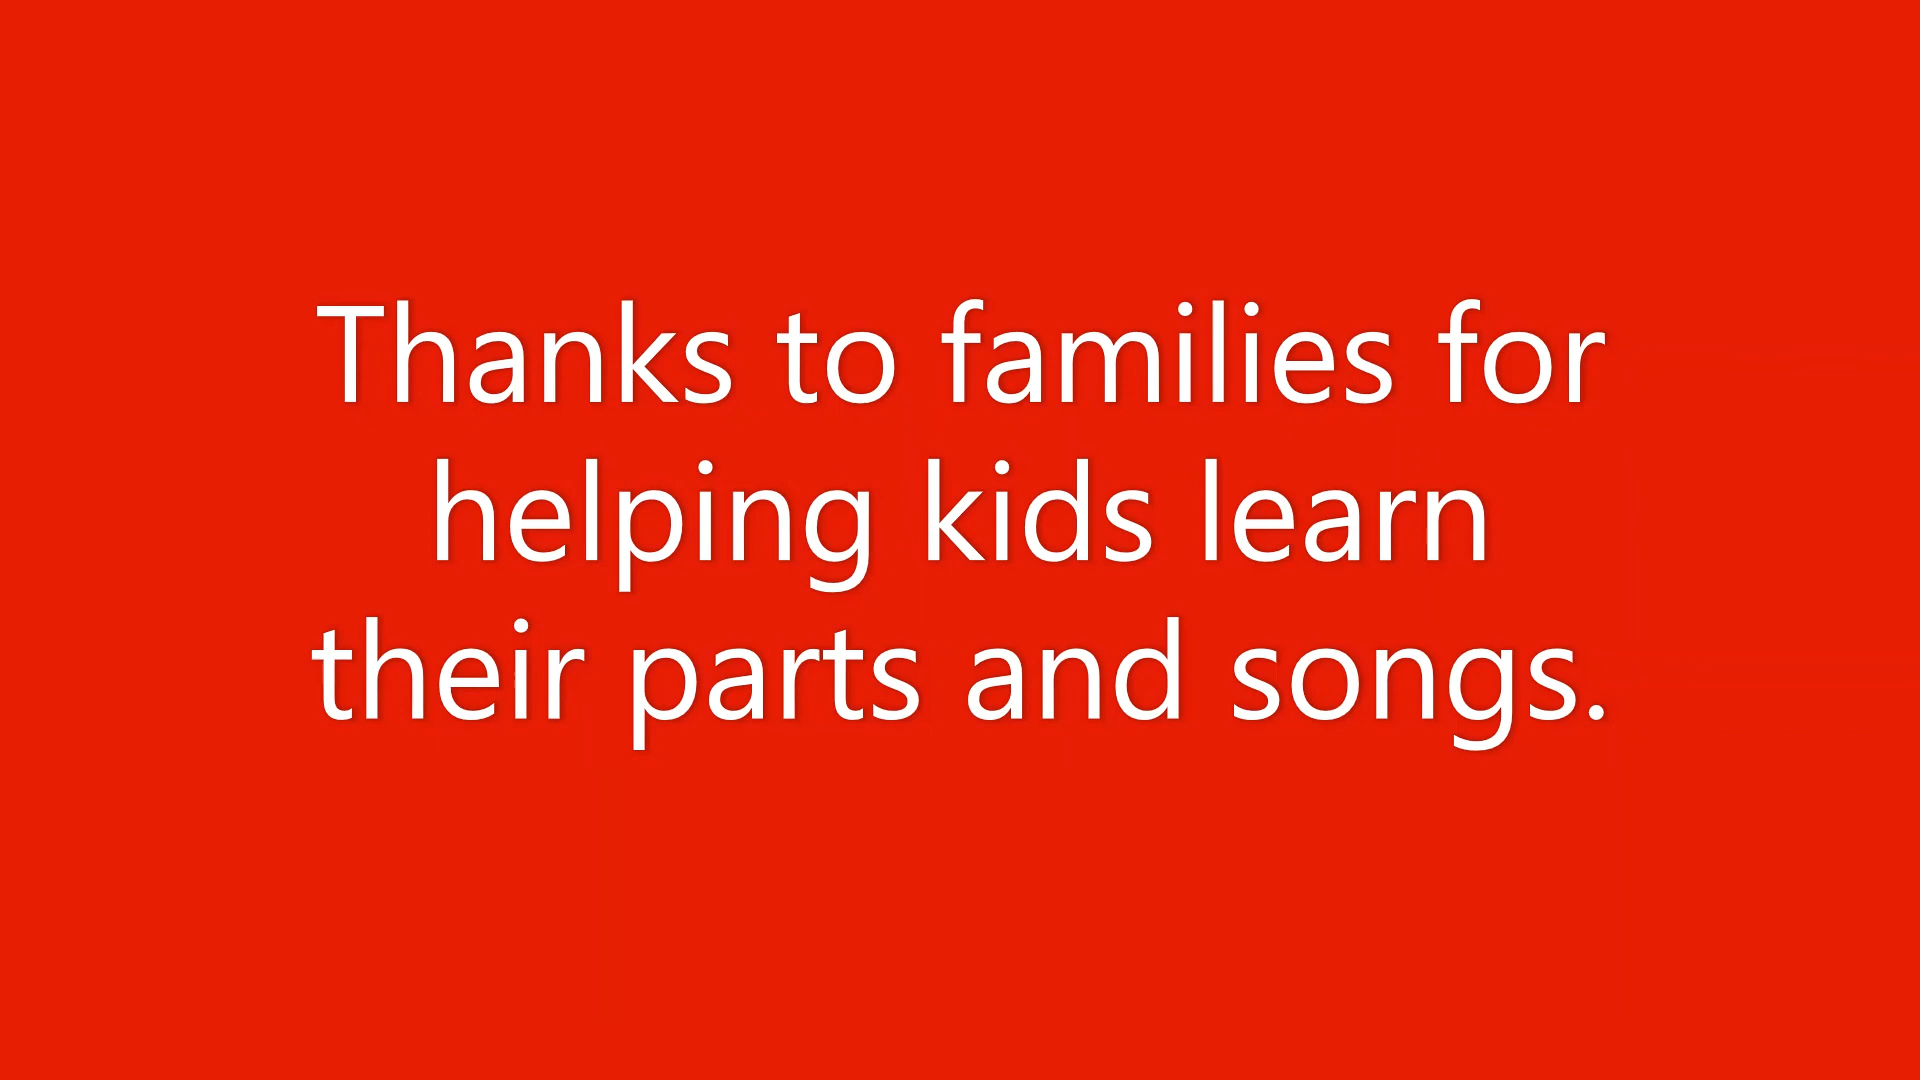 Thanks to families for
helping kids learn
their parts and songs.